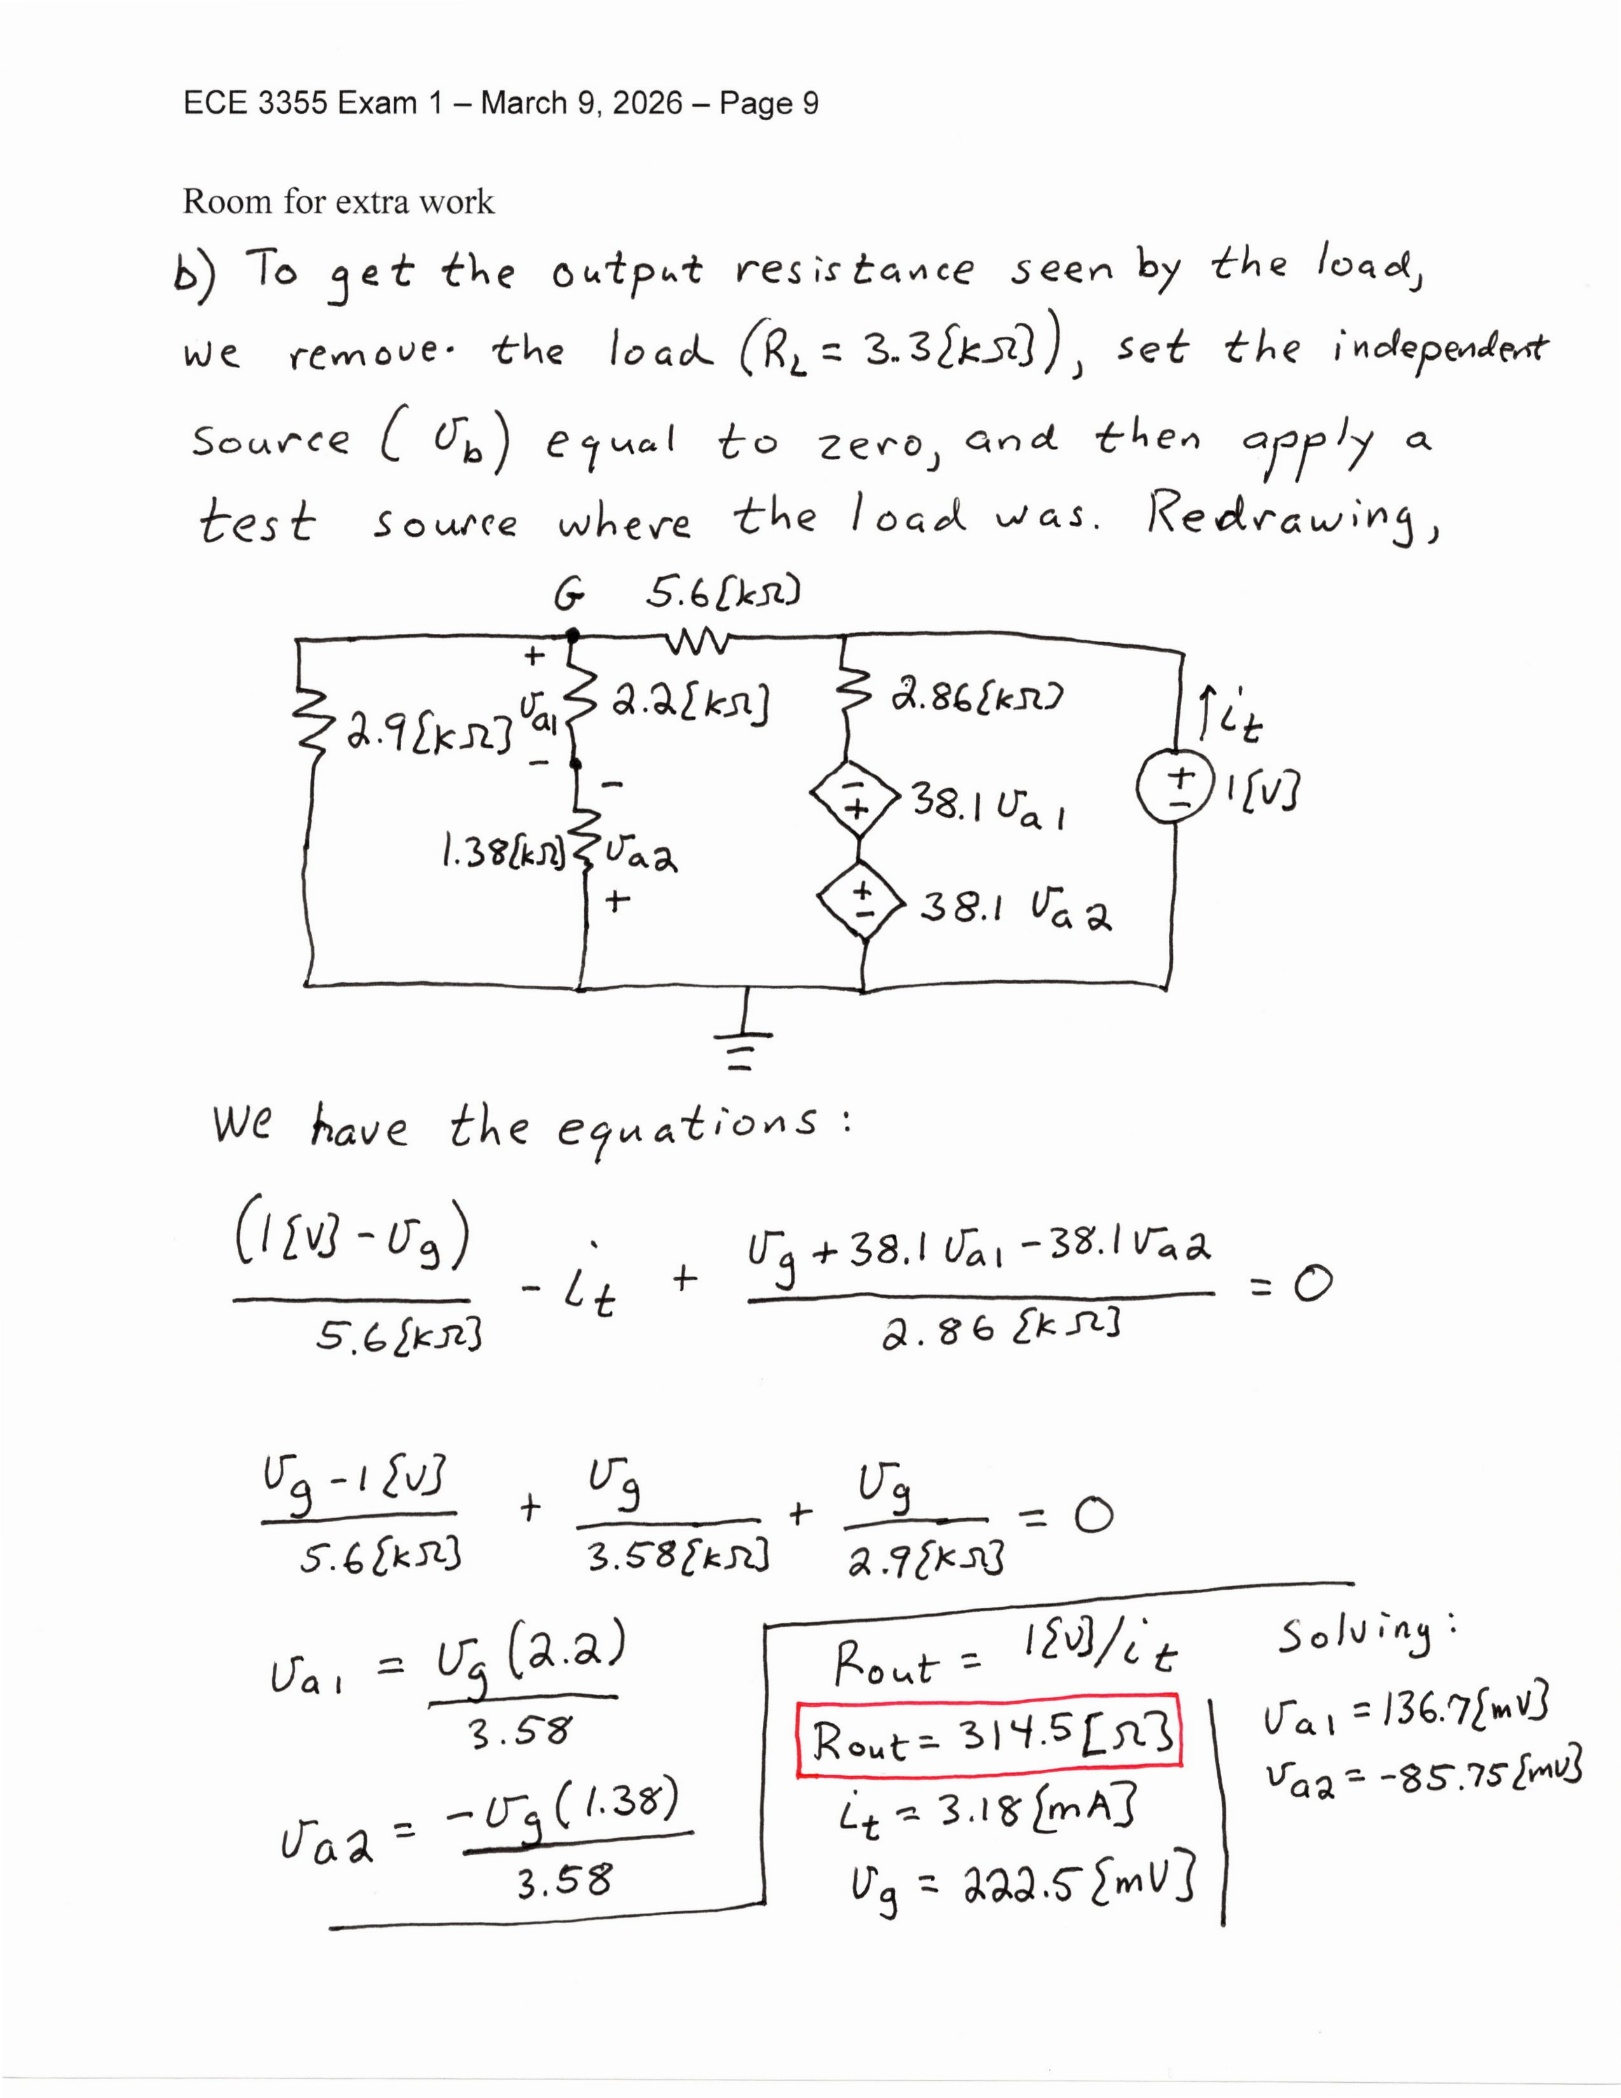 ECE 3355 Exam 1 – March 9, 2026 – Page 9
Room for extra work
b) To get the output resistance seen by the load,
we remove. the load (R_L = 3.3[kΩ]), set the independent
source (v_b) equal to zero, and then apply a
test source where the load was. Redrawing,
G 5.6[kΩ]
+
2.9[kΩ] v_a1 2.2[kΩ] 2.86[kΩ] ↑i_t
−
−
− + 38.1 v_a1 + − 1[V]
1.38[kΩ] v_a2
+ + − 38.1 v_a2
We have the equations:
(1[V] - v_g) / 5.6[kΩ] - i_t + (v_g + 38.1 v_a1 - 38.1 v_a2) / 2.86[kΩ] = 0
(v_g - 1[V]) / 5.6[kΩ] + v_g / 3.58[kΩ] + v_g / 2.9[kΩ] = 0
v_a1 = v_g (2.2) / 3.58
v_a2 = -v_g (1.38) / 3.58
Rout = 1[V]/i_t
Rout = 314.5[Ω]
i_t = 3.18[mA]
v_g = 222.5[mV]
Solving:
v_a1 = 136.7[mV]
v_a2 = -85.75[mV]